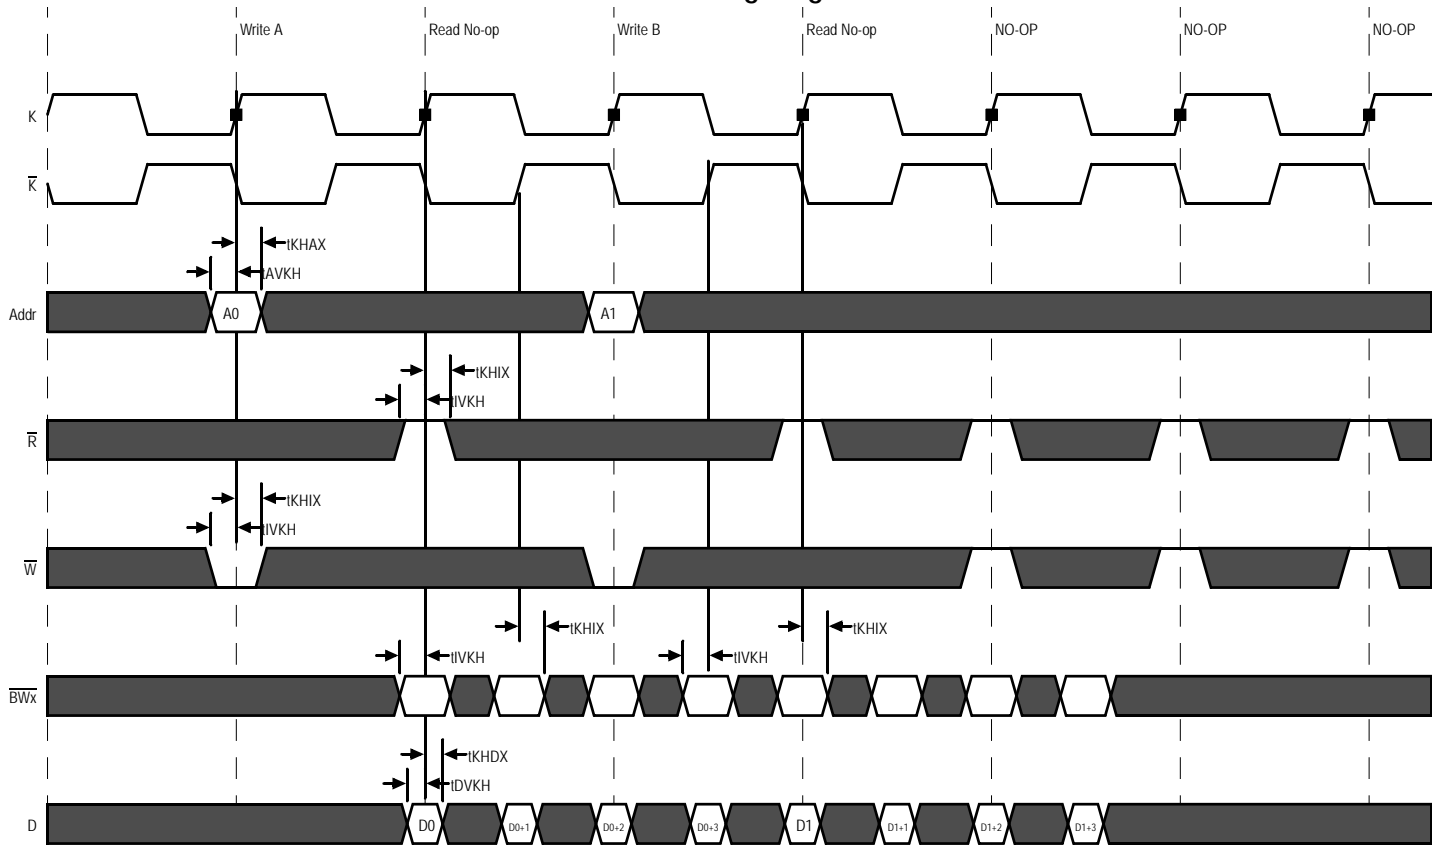 Write A Read No-op Write B Read No-op NO-OP NO-OP NO-OP
K
K̅
tKHAX
tAVKH
Addr A0 A1
tKHIX
tIVKH
R̅
tKHIX
tIVKH
W̅
tKHIX tKHIX
tIVKH tIVKH
B̅W̅x̅
tKHDX
tDVKH
D D0 D0+1 D0+2 D0+3 D1 D1+1 D1+2 D1+3